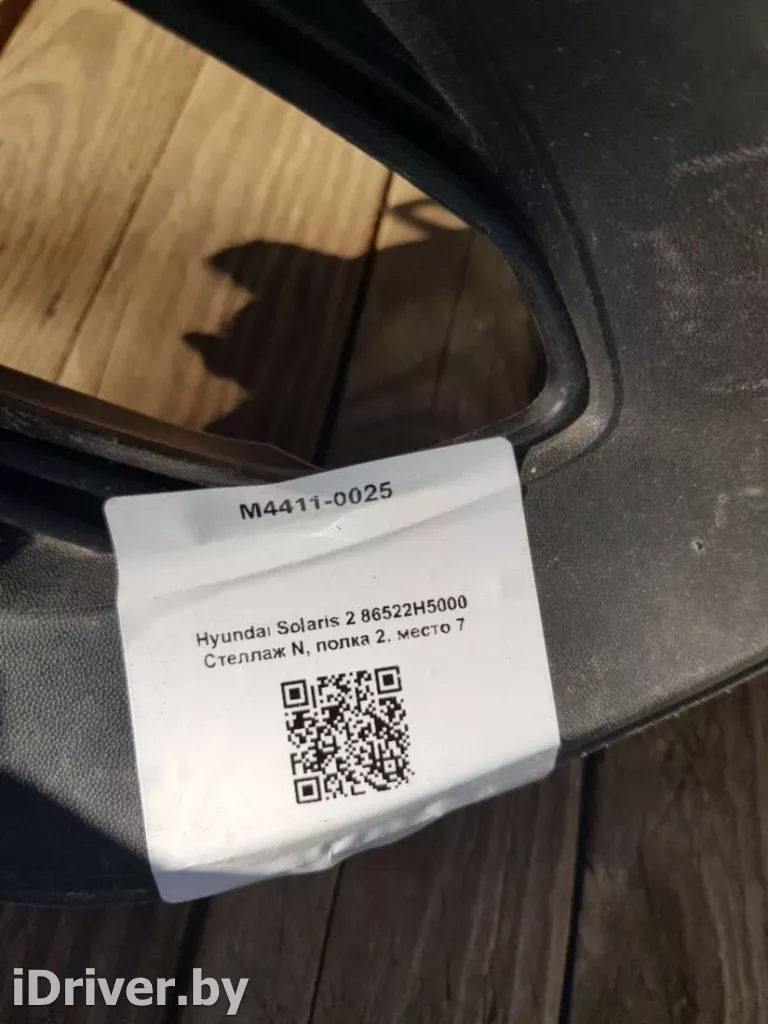 M4411-0025
Hyundai Solaris 2 86522H5000
Стеллаж N, полка 2. место 7
iDriver.by